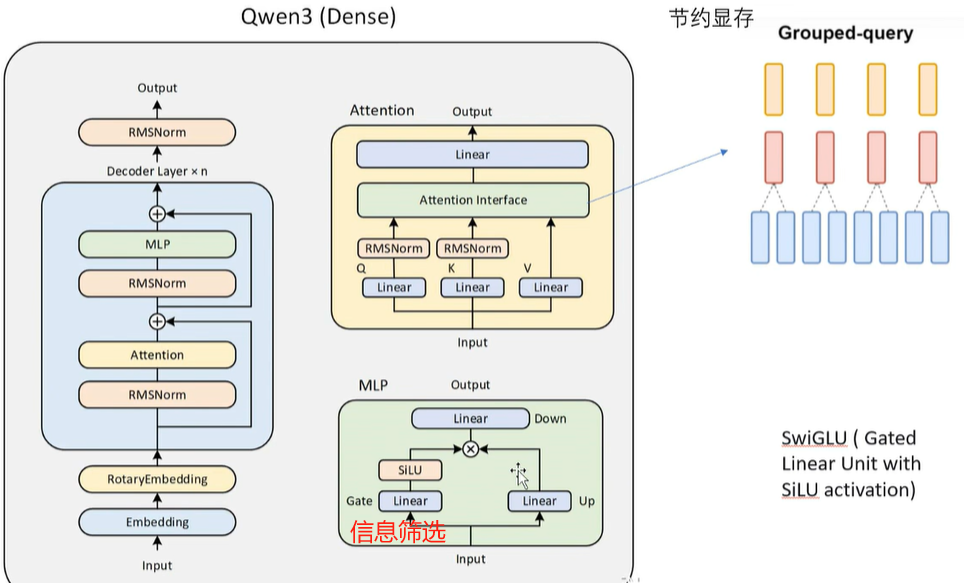 Qwen3 (Dense)
节约显存
Grouped-query
Output
RMSNorm
Decoder Layer × n
MLP
RMSNorm
Attention
RMSNorm
RotaryEmbedding
Embedding
Input
Attention
Output
Linear
Attention Interface
RMSNorm
RMSNorm
Q
K
V
Linear
Linear
Linear
Input
MLP
Output
Linear
Down
SiLU
Gate
Linear
Linear
Up
信息筛选
Input
SwiGLU ( Gated
Linear Unit with
SiLU activation)